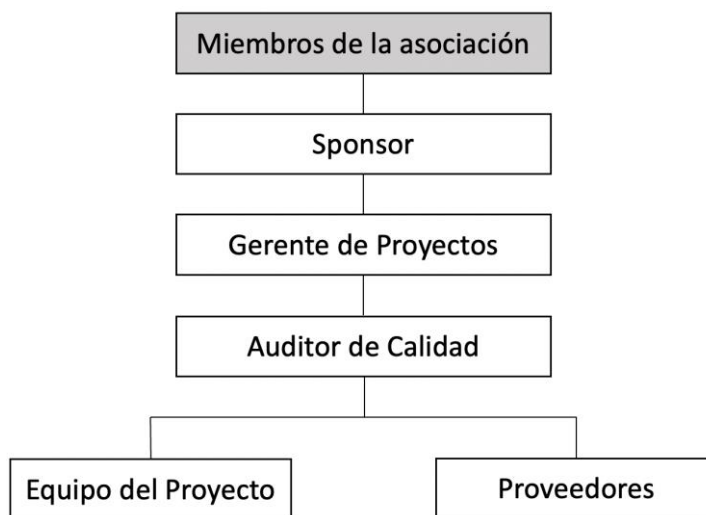 Miembros de la asociación
Sponsor
Gerente de Proyectos
Auditor de Calidad
Equipo del Proyecto
Proveedores